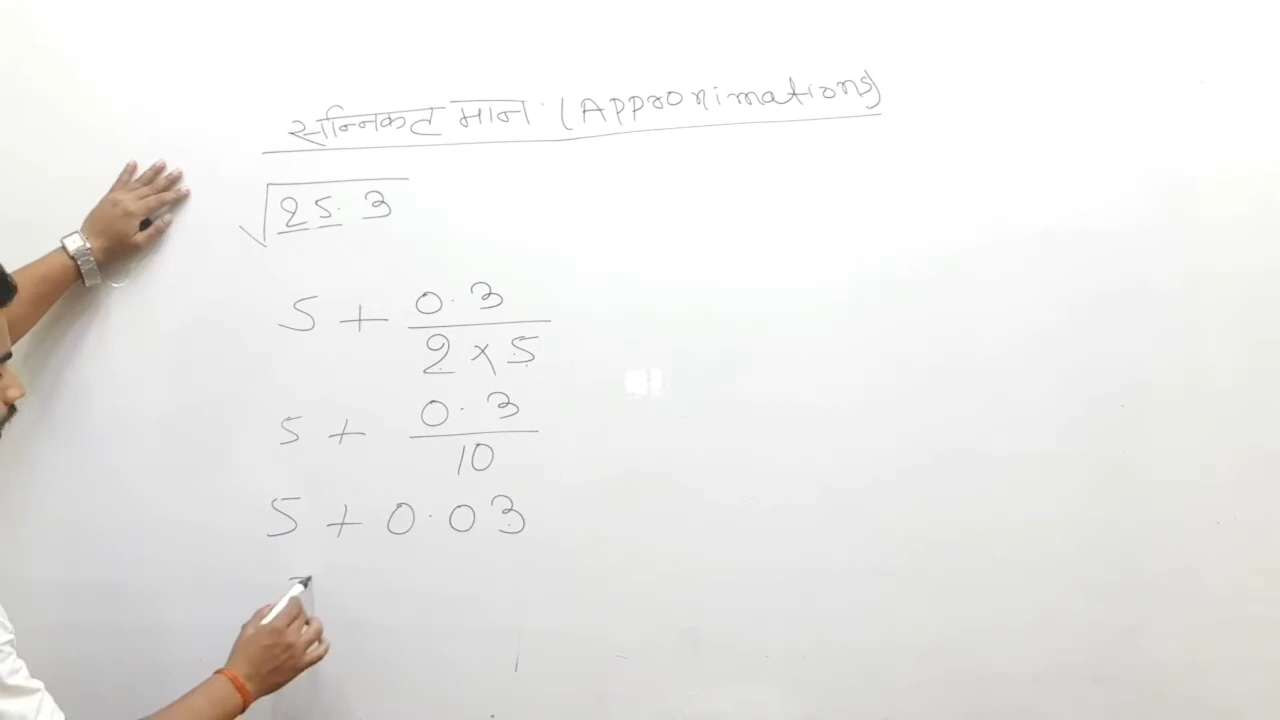 सन्निकट मान (Approximations)
√25.3
5 + 0.3 / 2 × 5
5 + 0.3 / 10
5 + 0.03